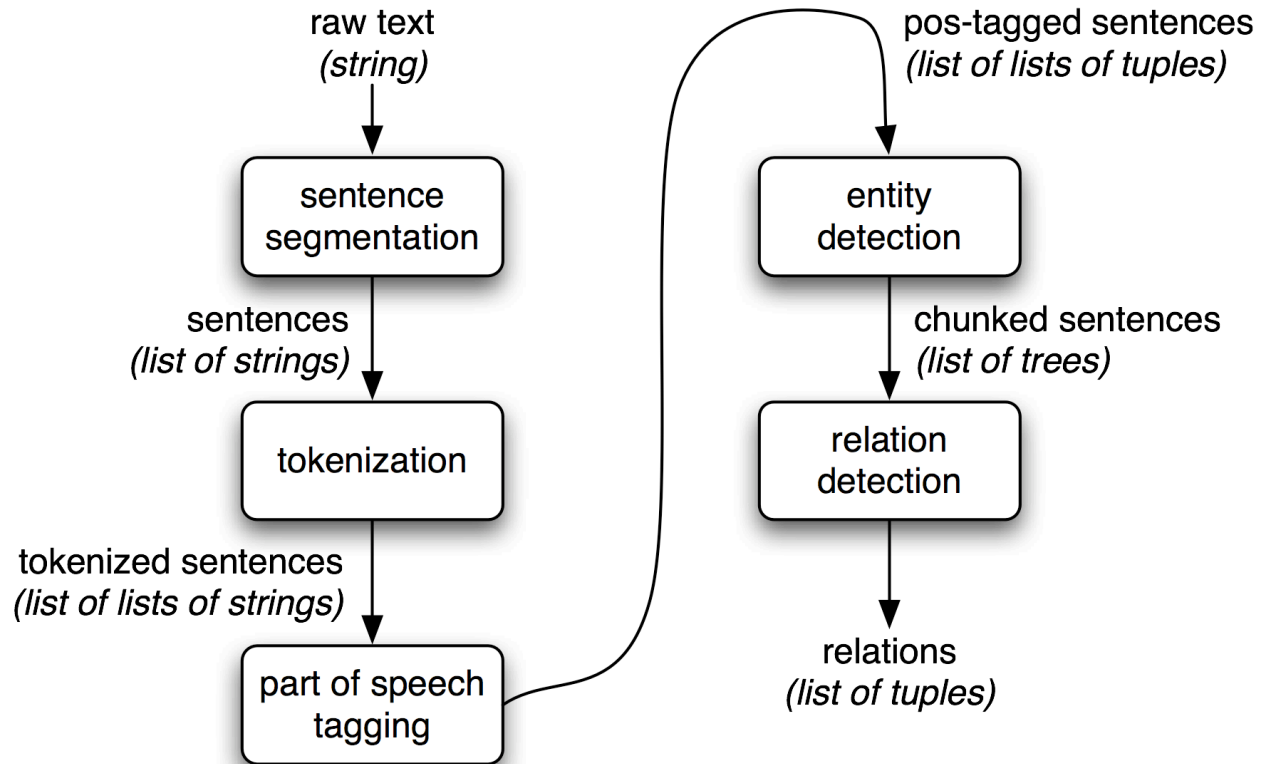 raw text
(string)
sentence
segmentation
sentences
(list of strings)
tokenization
tokenized sentences
(list of lists of strings)
part of speech
tagging
pos-tagged sentences
(list of lists of tuples)
entity
detection
chunked sentences
(list of trees)
relation
detection
relations
(list of tuples)